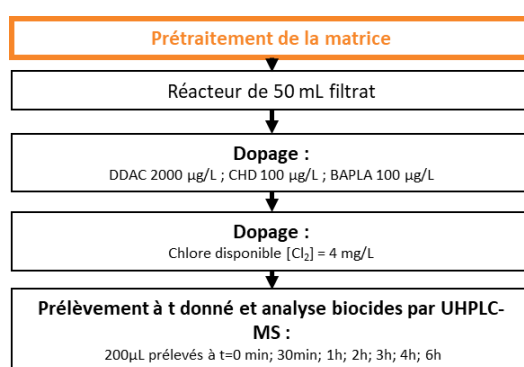 Prétraitement de la matrice
Réacteur de 50 mL filtrat
Dopage :
DDAC 2000 µg/L ; CHD 100 µg/L ; BAPLA 100 µg/L
Dopage :
Chlore disponible [Cl₂] = 4 mg/L
Prélèvement à t donné et analyse biocides par UHPLC-
MS :
200µL prélevés à t=0 min; 30min; 1h; 2h; 3h; 4h; 6h